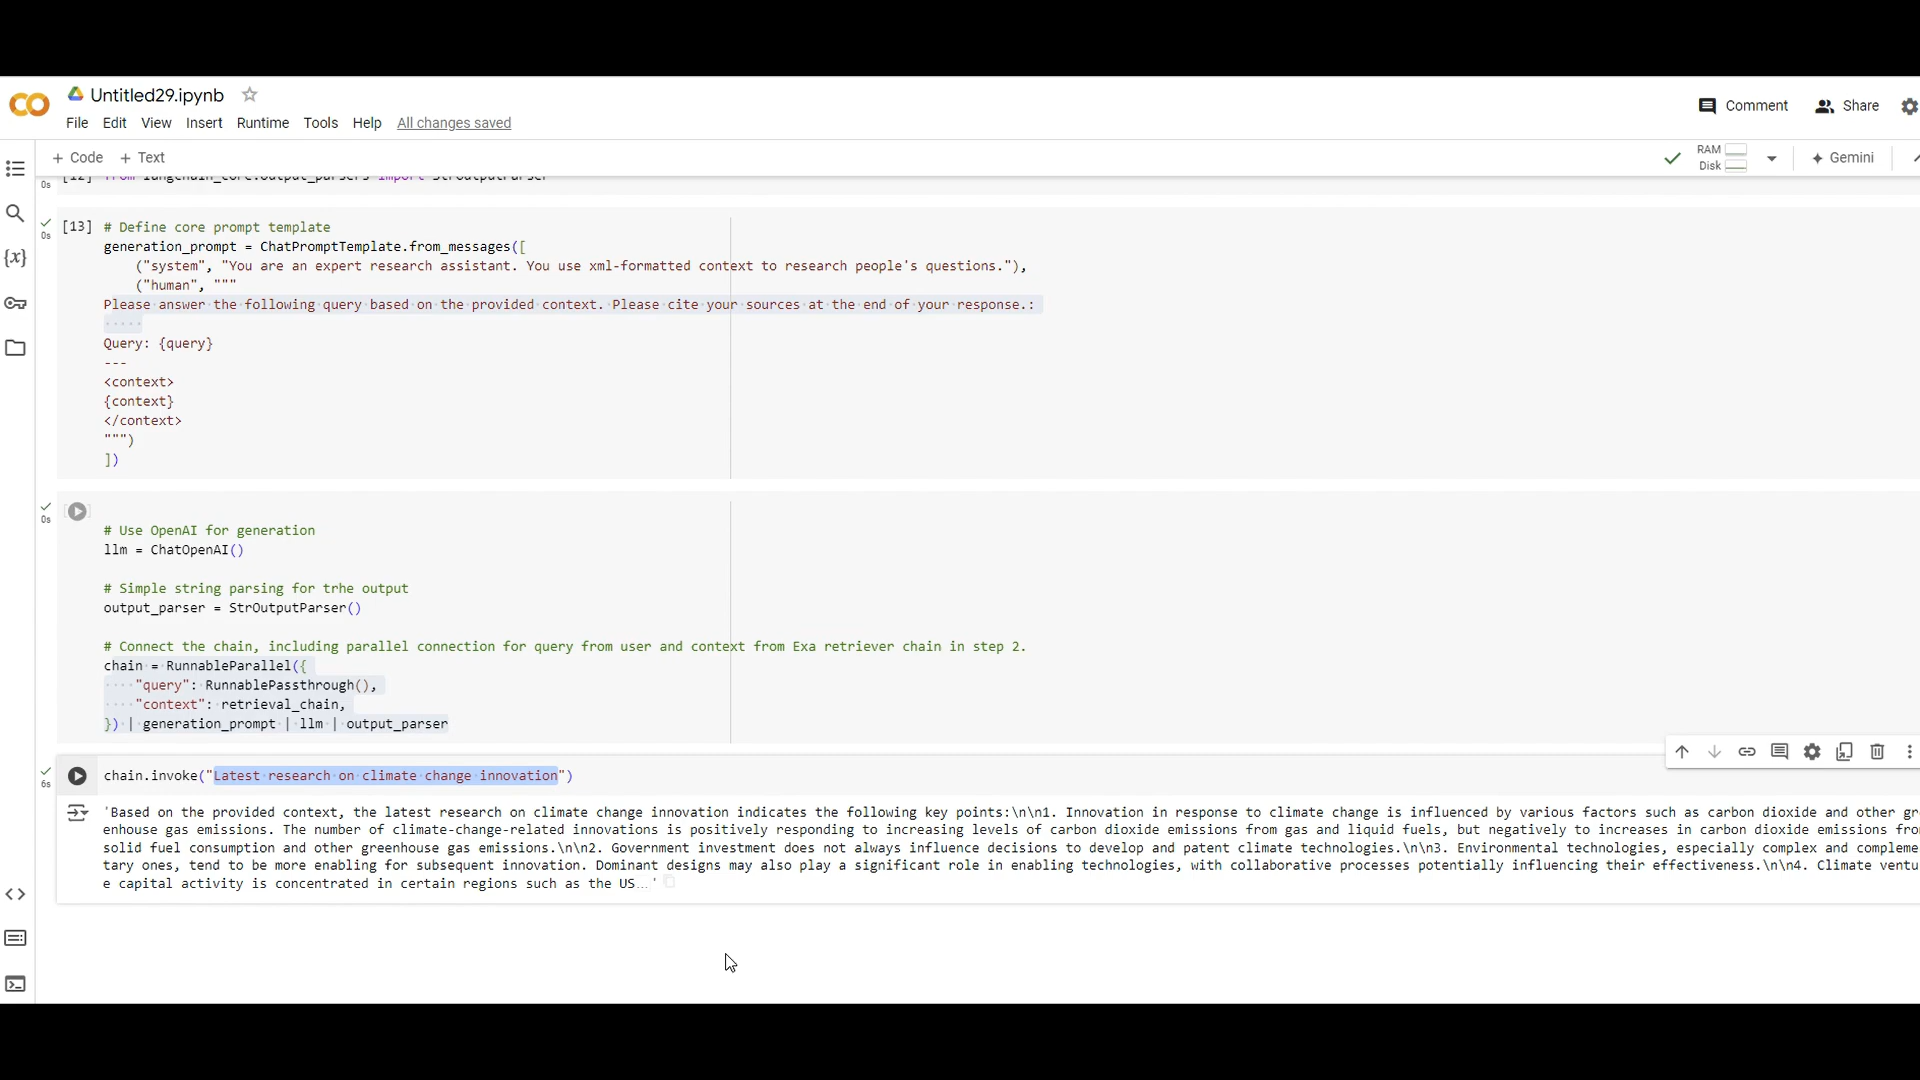 Untitled29.ipynb
Comment
Share
File Edit View Insert Runtime Tools Help All changes saved
+ Code + Text
RAM
Disk
Gemini
0s
[12] from langchain_core.output_parsers import StrOutputParser
0s
[13] # Define core prompt template
generation_prompt = ChatPromptTemplate.from_messages([
("system", "You are an expert research assistant. You use xml-formatted context to research people's questions."),
("human", """
Please answer the following query based on the provided context. Please cite your sources at the end of your response.:
Query: {query}
---
<context>
{context}
</context>
""")
])
0s
# Use OpenAI for generation
llm = ChatOpenAI()
# Simple string parsing for trhe output
output_parser = StrOutputParser()
# Connect the chain, including parallel connection for query from user and context from Exa retriever chain in step 2.
chain = RunnableParallel({
"query": RunnablePassthrough(),
"context": retrieval_chain,
}) | generation_prompt | llm | output_parser
6s
chain.invoke("Latest research on climate change innovation")
'Based on the provided context, the latest research on climate change innovation indicates the following key points:\n\n1. Innovation in response to climate change is influenced by various factors such as carbon dioxide and other gr
enhouse gas emissions. The number of climate-change-related innovations is positively responding to increasing levels of carbon dioxide emissions from gas and liquid fuels, but negatively to increases in carbon dioxide emissions fro
solid fuel consumption and other greenhouse gas emissions.\n\n2. Government investment does not always influence decisions to develop and patent climate technologies.\n\n3. Environmental technologies, especially complex and compleme
tary ones, tend to be more enabling for subsequent innovation. Dominant designs may also play a significant role in enabling technologies, with collaborative processes potentially influencing their effectiveness.\n\n4. Climate ventu
e capital activity is concentrated in certain regions such as the US...'